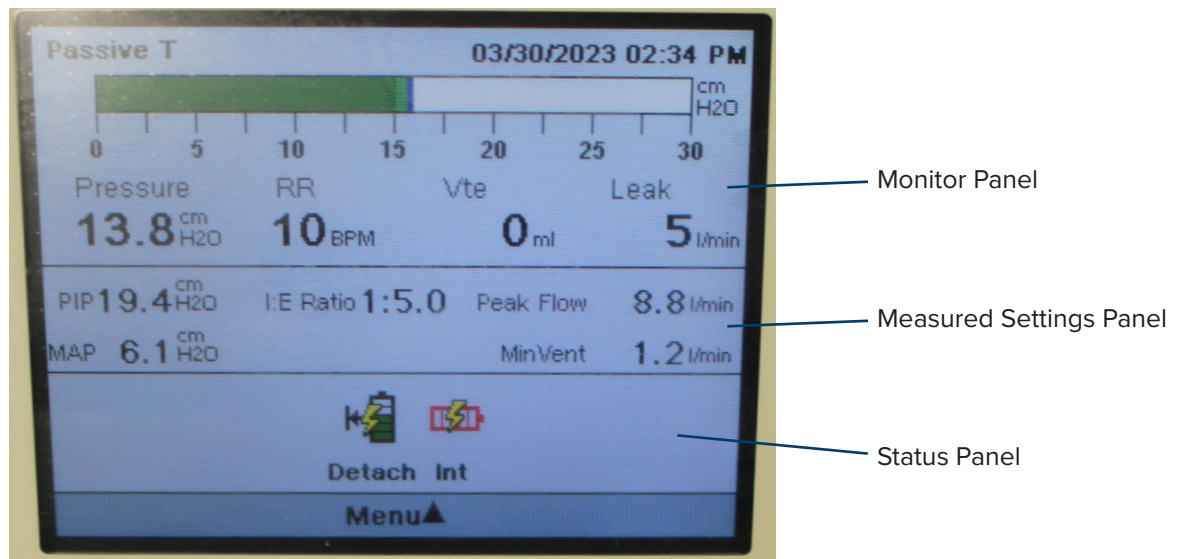 Passive T 03/30/2023 02:34 PM
cm
H2O
0 5 10 15 20 25 30
Pressure RR Vte Leak
13.8 cm H2O 10 BPM 0 ml 5 l/min
PIP 19.4 cm H2O I:E Ratio 1:5.0 Peak Flow 8.8 l/min
MAP 6.1 cm H2O MinVent 1.2 l/min
Detach Int
Menu
Monitor Panel
Measured Settings Panel
Status Panel